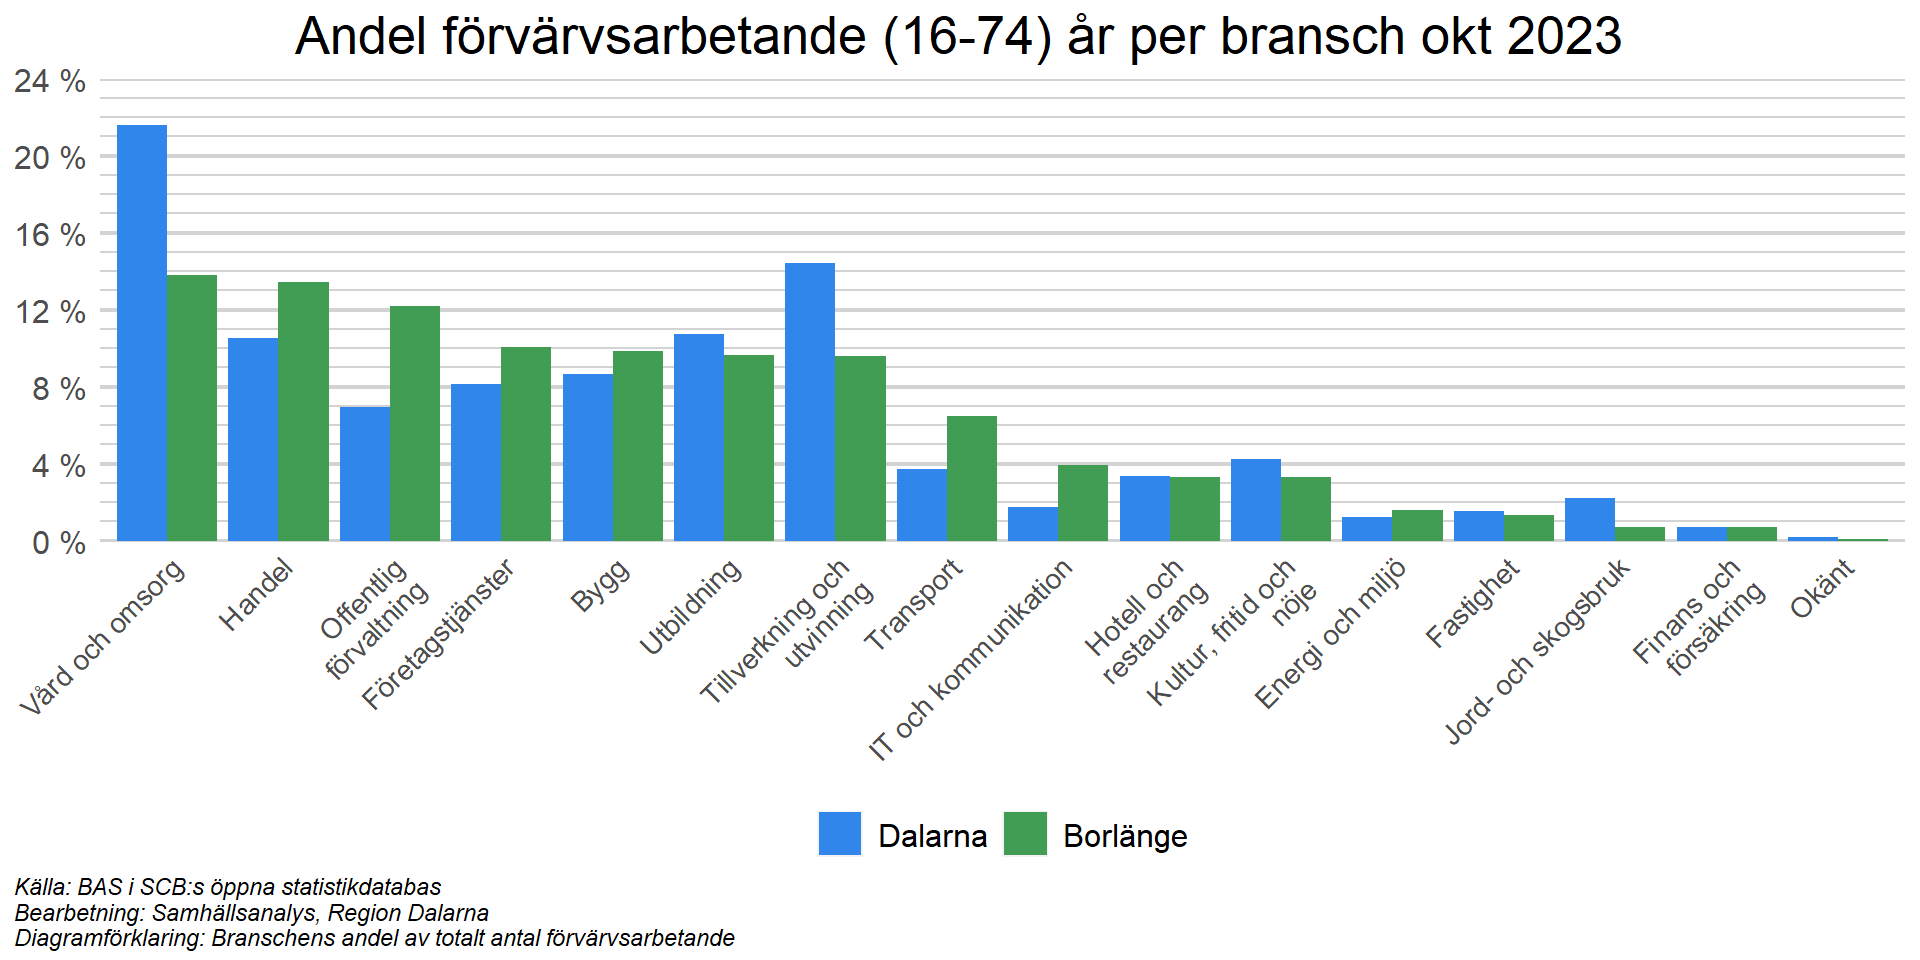 Andel förvärvsarbetande (16-74) år per bransch okt 2023
24 %
20 %
16 %
12 %
8 %
4 %
0 %
Vård och omsorg
Handel
Offentlig
förvaltning
Företagstjänster
Bygg
Utbildning
Tillverkning och
utvinning
Transport
IT och kommunikation
Hotell och
restaurang
Kultur, fritid och
nöje
Energi och miljö
Fastighet
Jord- och skogsbruk
Finans och
försäkring
Okänt
Dalarna
Borlänge
Källa: BAS i SCB:s öppna statistikdatabas
Bearbetning: Samhällsanalys, Region Dalarna
Diagramförklaring: Branschens andel av totalt antal förvärvsarbetande